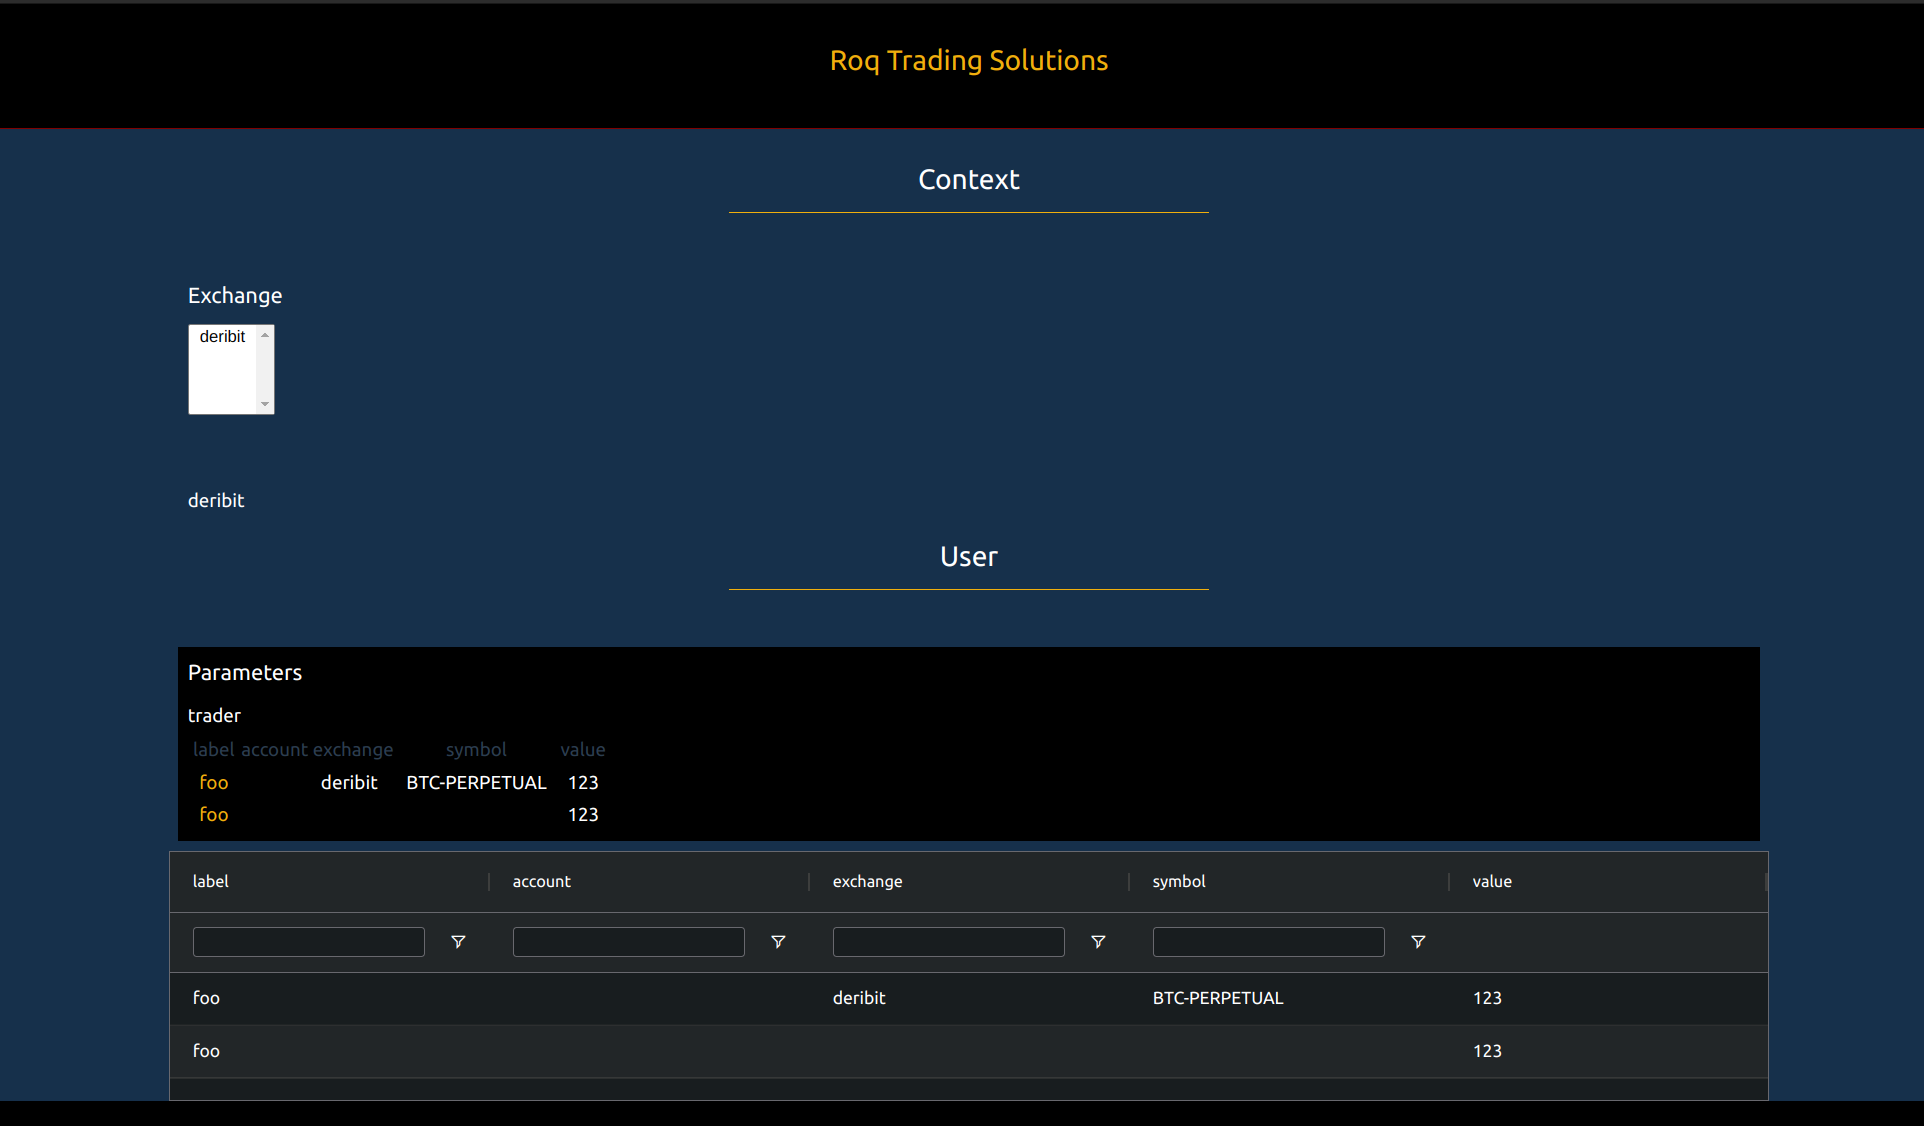 Roq Trading Solutions
Context
Exchange
deribit
deribit
User
Parameters
trader
label account exchange symbol value
foo deribit BTC-PERPETUAL 123
foo 123
label account exchange symbol value
foo deribit BTC-PERPETUAL 123
foo 123